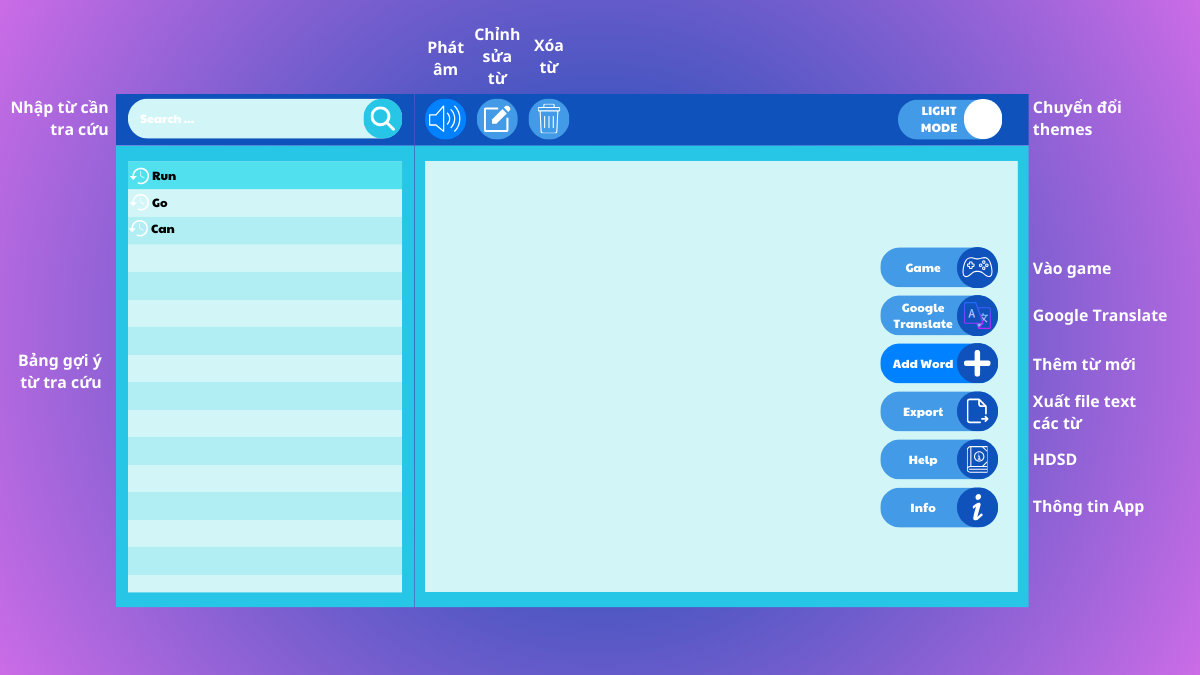 Phát
âm
Chỉnh
sửa
từ
Xóa
từ
Nhập từ cần
tra cứu
Search ...
LIGHT
MODE
Chuyển đổi
themes
Run
Go
Can
Bảng gợi ý
từ tra cứu
Game
Vào game
Google
Translate
A
文
Google Translate
Add Word
Thêm từ mới
Export
Xuất file text
các từ
Help
HDSD
Info
Thông tin App